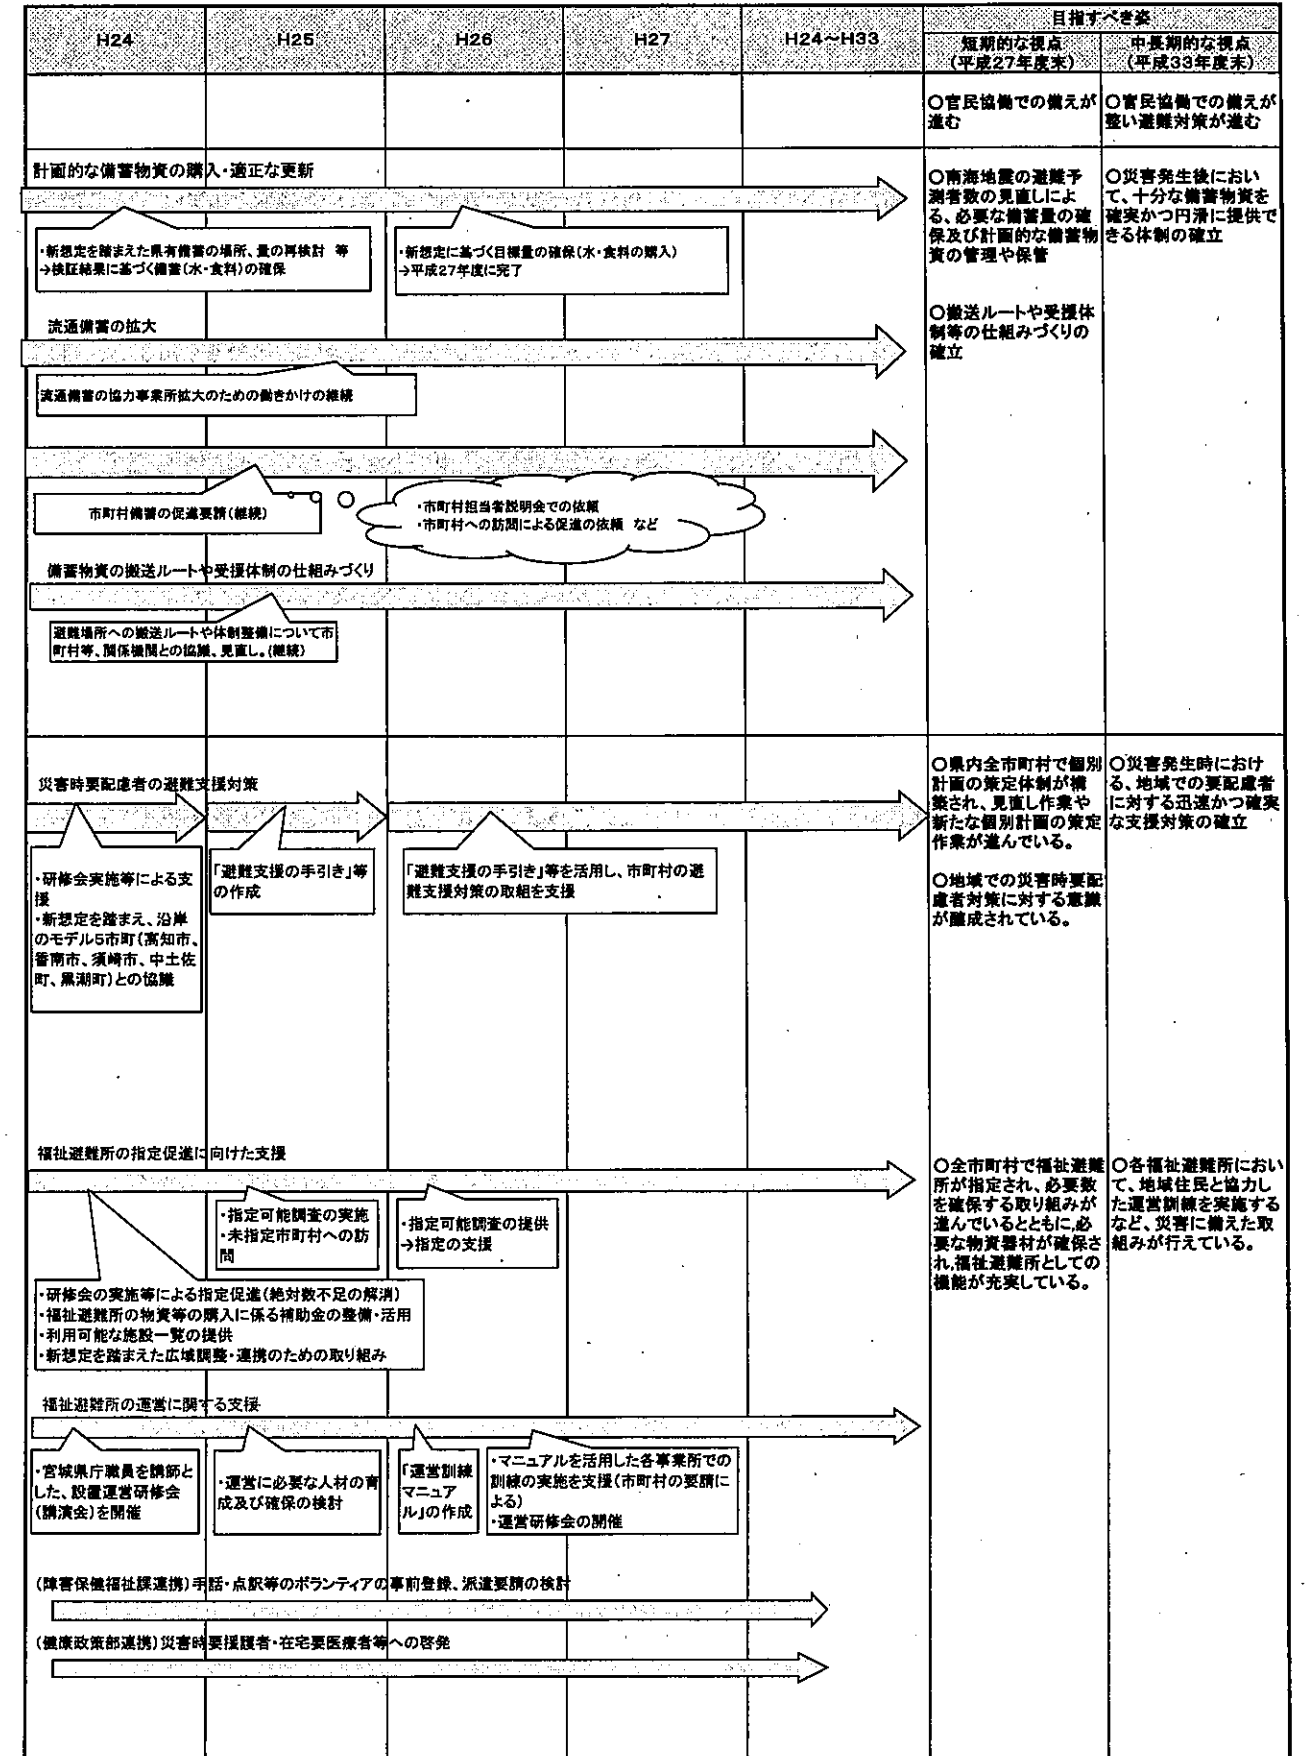 H24
H25
H26
H27
H24～H33
目指すべき姿
短期的な視点
(平成27年度末)
中長期的な視点
(平成33年度末)
○官民協働での備えが
進む
○官民協働での備えが
整い避難対策が進む
計画的な備蓄物資の購入・適正な更新
・新想定を踏まえた県有備蓄の場所、量の再検討　等
→検証結果に基づく備蓄(水・食料)の確保
・新想定に基づく目標量の確保(水・食料の購入)
→平成27年度に完了
○南海地震の避難予
測者数の見直しによ
る、必要な備蓄量の確
保及び計画的な備蓄物
資の管理や保管
○搬送ルートや受援体
制等の仕組みづくりの
確立
○災害発生後におい
て、十分な備蓄物資を
確実かつ円滑に提供で
きる体制の確立
流通備蓄の拡大
流通備蓄の協力事業所拡大のための働きかけの継続
市町村備蓄の促進要請(継続)
・市町村担当者説明会での依頼
・市町村への訪問による促進の依頼　など
備蓄物資の搬送ルートや受援体制の仕組みづくり
避難場所への搬送ルートや体制整備について市
町村等、関係機関との協議、見直し。(継続)
災害時要配慮者の避難支援対策
・研修会実施等による支
援
・新想定を踏まえ、沿岸
のモデル5市町(高知市、
香南市、須崎市、中土佐
町、黒潮町)との協議
「避難支援の手引き」等
の作成
「避難支援の手引き」等を活用し、市町村の避
難支援対策の取組を支援
○県内全市町村で個別
計画の策定体制が構
築され、見直し作業や
新たな個別計画の策定
作業が進んでいる。
○地域での災害時要配
慮者対策に対する意識
が醸成されている。
○災害発生時におけ
る、地域での要配慮者
に対する迅速かつ確実
な支援対策の確立
福祉避難所の指定促進に向けた支援
・指定可能調査の実施
・未指定市町村への訪
問
・指定可能調査の提供
→指定の支援
・研修会の実施等による指定促進(絶対数不足の解消)
・福祉避難所の物資等の購入に係る補助金の整備・活用
・利用可能な施設一覧の提供
・新想定を踏まえた広域調整・連携のための取り組み
○全市町村で福祉避難
所が指定され、必要数
を確保する取り組みが
進んでいるとともに,必
要な物資器材が確保さ
れ,福祉避難所としての
機能が充実している。
○各福祉避難所におい
て、地域住民と協力し
た運営訓練を実施する
など、災害に備えた取
組みが行えている。
福祉避難所の運営に関する支援
・宮城県庁職員を講師と
した、設置運営研修会
(講演会)を開催
・運営に必要な人材の育
成及び確保の検討
「運営訓練
マニュア
ル」の作成
・マニュアルを活用した各事業所での
訓練の実施を支援(市町村の要請に
よる)
・運営研修会の開催
(障害保健福祉課連携)手話・点訳等のボランティアの事前登録、派遣要請の検討
(健康政策部連携)災害時要援護者・在宅要医療者等への啓発